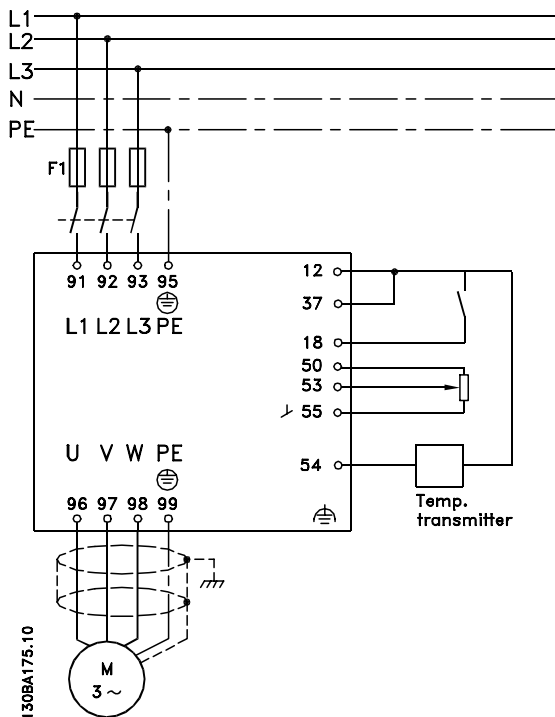 L1
L2
L3
N
PE
F1
91 92 93 95
L1 L2 L3 PE
12
37
18
50
53
55
54
U V W PE
96 97 98 99
Temp.
transmitter
M
3 ~
130BA175.10